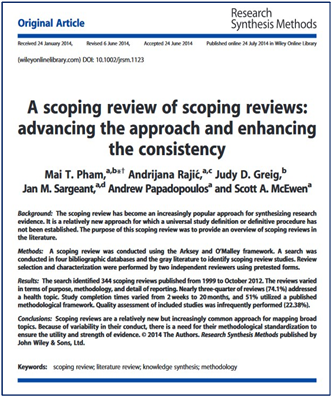 Original Article
Research
Synthesis Methods
Received 24 January 2014, Revised 6 June 2014, Accepted 24 June 2014 Published online 24 July 2014 in Wiley Online Library
(wileyonlinelibrary.com) DOI: 10.1002/jrsm.1123
A scoping review of scoping reviews:
advancing the approach and enhancing
the consistency
Mai T. Pham,a,b*† Andrijana Rajić,a,c Judy D. Greig,b
Jan M. Sargeant,a,d Andrew Papadopoulosa and Scott A. McEwena
Background: The scoping review has become an increasingly popular approach for synthesizing research
evidence. It is a relatively new approach for which a universal study definition or definitive procedure has
not been established. The purpose of this scoping review was to provide an overview of scoping reviews in
the literature.
Methods: A scoping review was conducted using the Arksey and O'Malley framework. A search was
conducted in four bibliographic databases and the gray literature to identify scoping review studies. Review
selection and characterization were performed by two independent reviewers using pretested forms.
Results: The search identified 344 scoping reviews published from 1999 to October 2012. The reviews varied
in terms of purpose, methodology, and detail of reporting. Nearly three-quarter of reviews (74.1%) addressed
a health topic. Study completion times varied from 2 weeks to 20 months, and 51% utilized a published
methodological framework. Quality assessment of included studies was infrequently performed (22.38%).
Conclusions: Scoping reviews are a relatively new but increasingly common approach for mapping broad
topics. Because of variability in their conduct, there is a need for their methodological standardization to
ensure the utility and strength of evidence. © 2014 The Authors. Research Synthesis Methods published by
John Wiley & Sons, Ltd.
Keywords: scoping review; literature review; knowledge synthesis; methodology